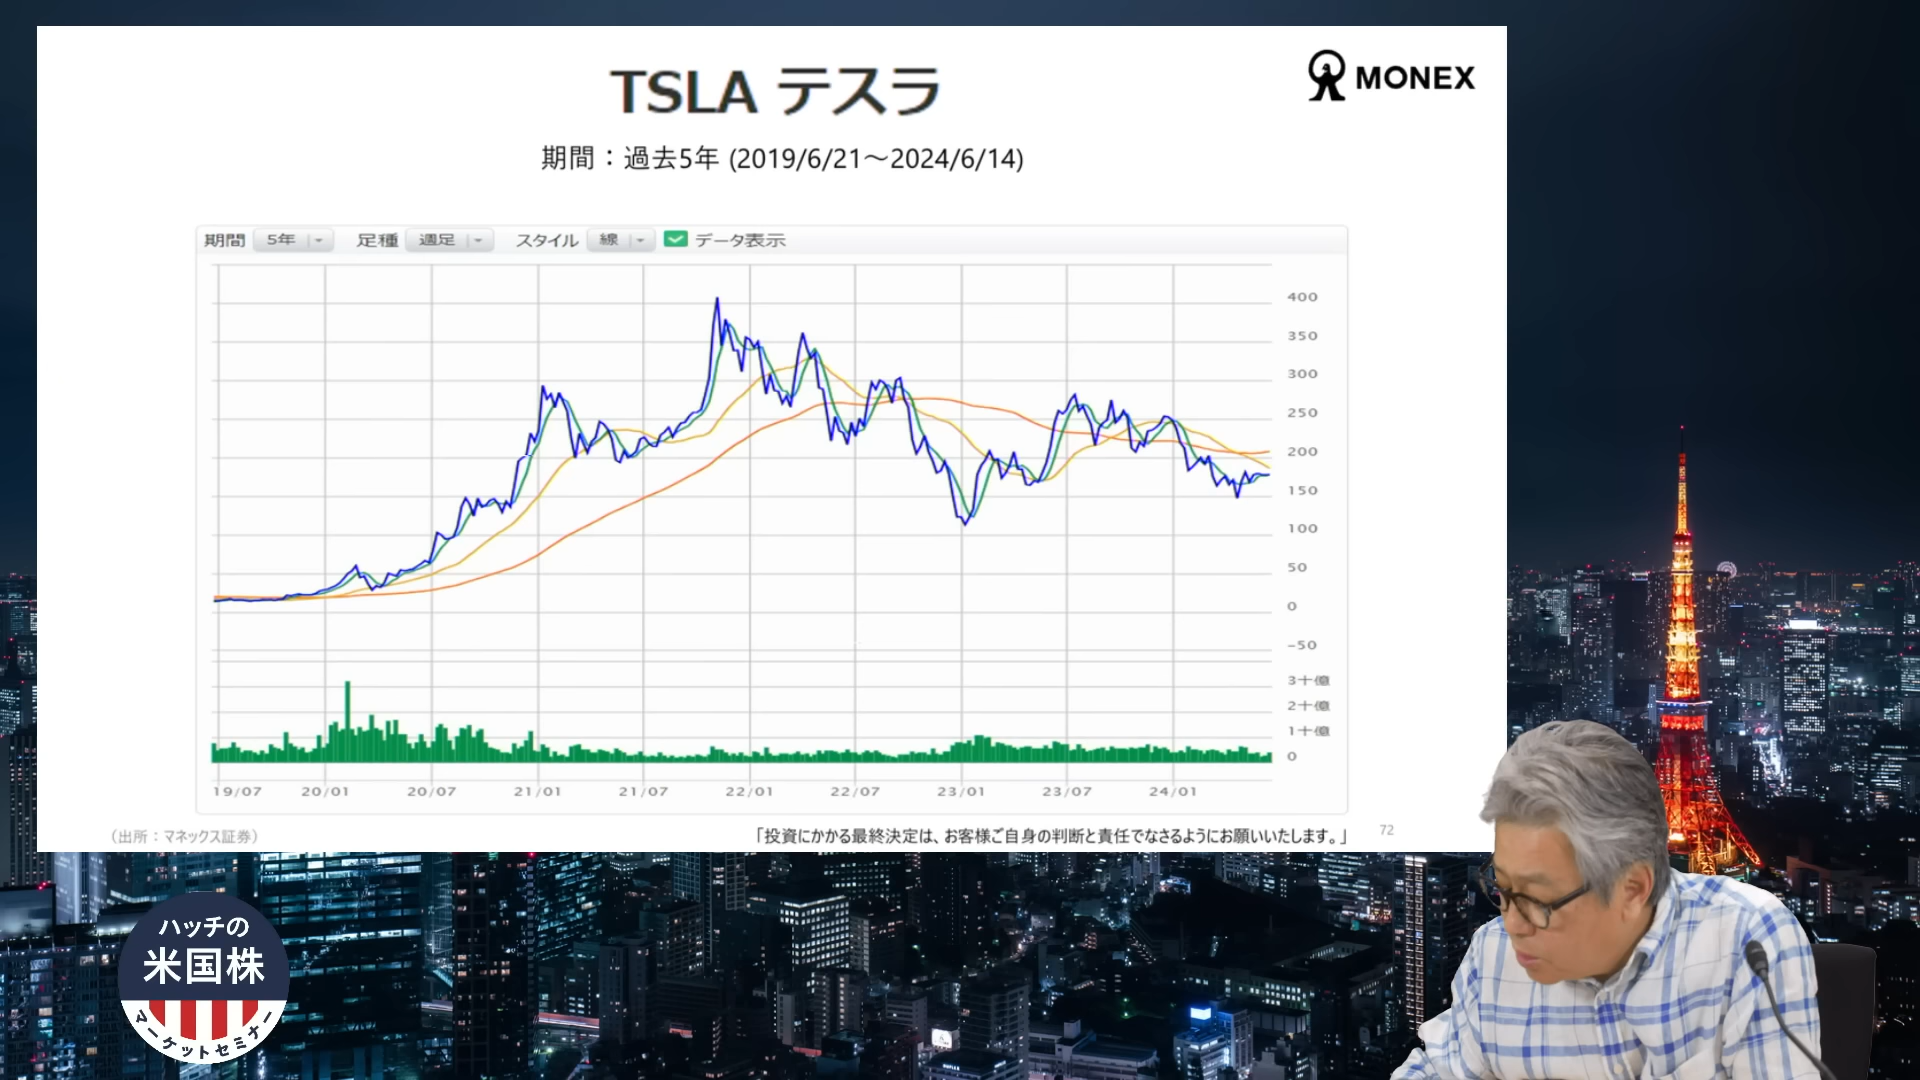 TSLA テスラ
MONEX
期間：過去5年 (2019/6/21～2024/6/14)
期間 5年 足種 週足 スタイル 線 データ表示
400
350
300
250
200
150
100
50
0
-50
3十億
2十億
1十億
0
19/07 20/01 20/07 21/01 21/07 22/01 22/07 23/01 23/07 24/01
（出所：マネックス証券）
「投資にかかる最終決定は、お客様ご自身の判断と責任でなさるようにお願いいたします。」
72
ハッチの
米国株
マーケットセミナー